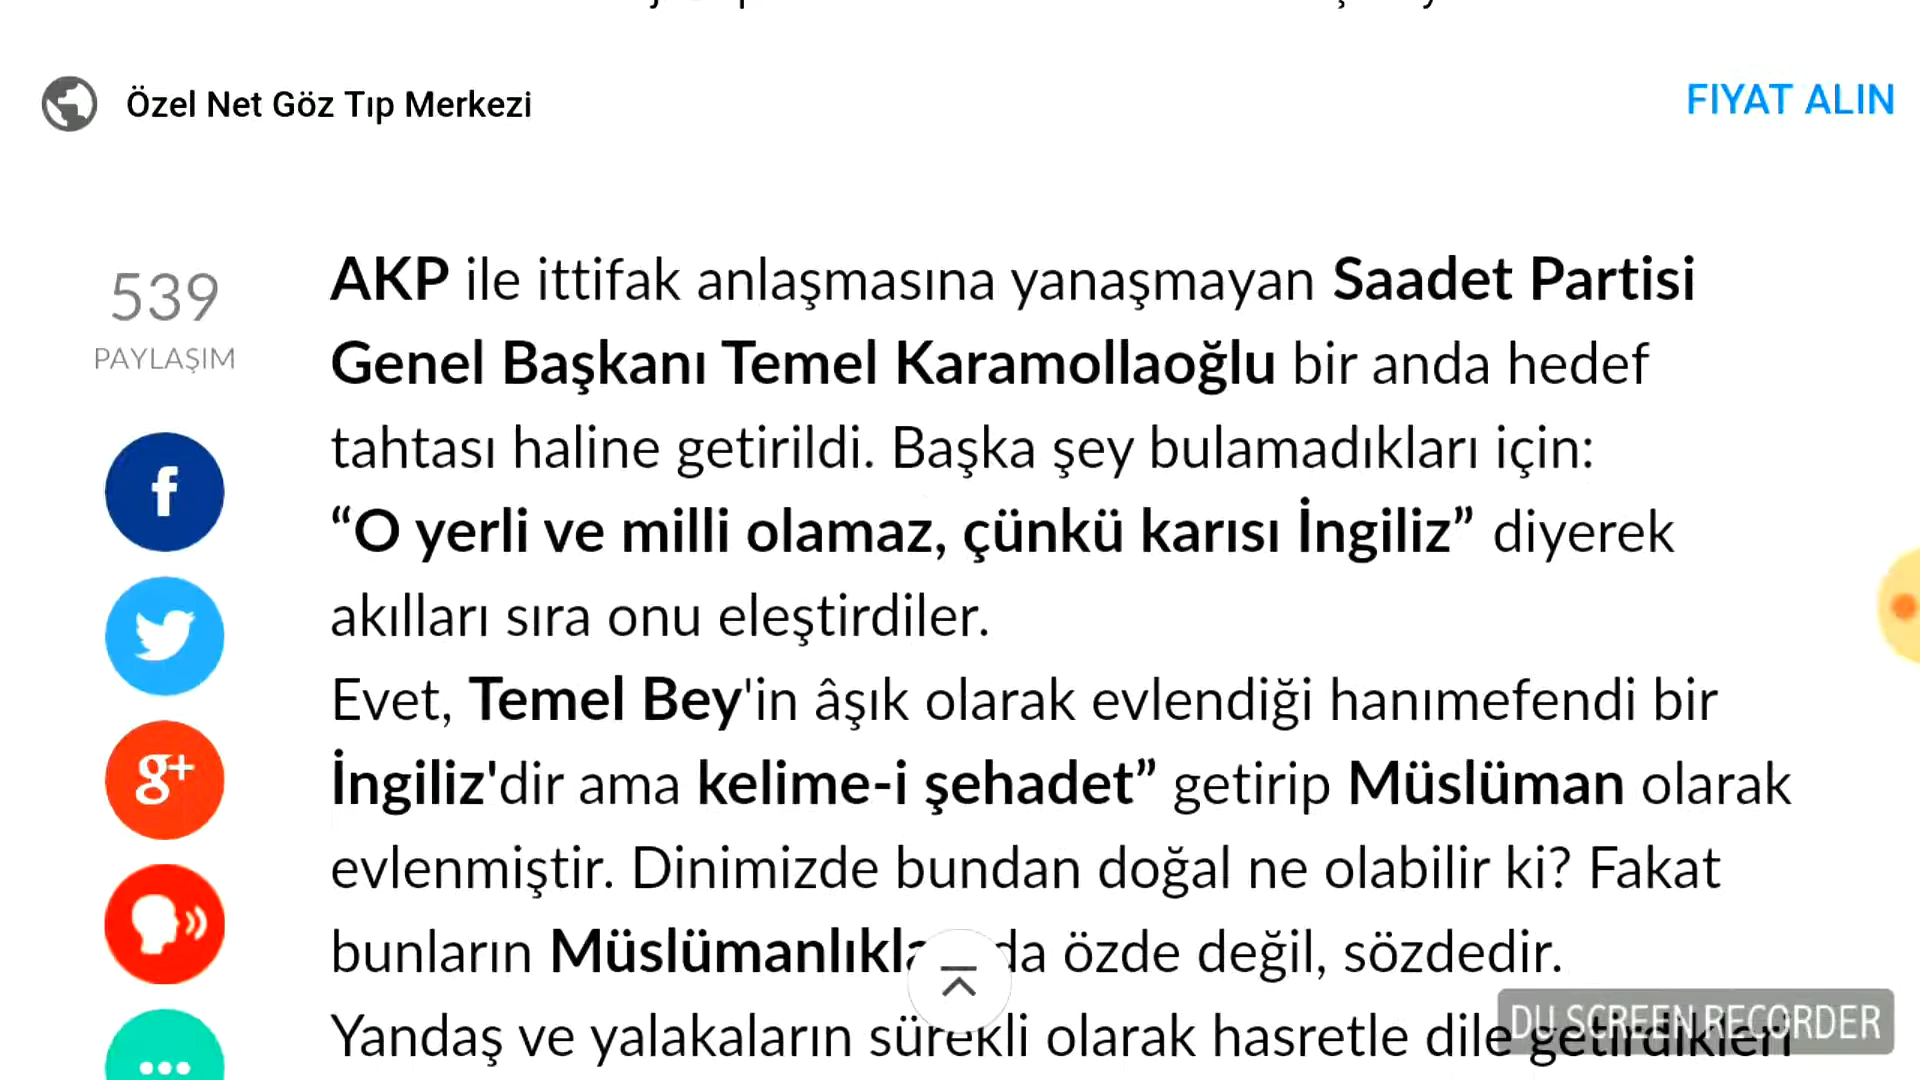 Özel Net Göz Tıp Merkezi
FIYAT ALIN
539
PAYLAŞIM
AKP ile ittifak anlaşmasına yanaşmayan Saadet Partisi
Genel Başkanı Temel Karamollaoğlu bir anda hedef
tahtası haline getirildi. Başka şey bulamadıkları için:
“O yerli ve milli olamaz, çünkü karısı İngiliz” diyerek
akılları sıra onu eleştirdiler.
Evet, Temel Bey'in âşık olarak evlendiği hanımefendi bir
İngiliz'dir ama kelime-i şehadet” getirip Müslüman olarak
evlenmiştir. Dinimizde bundan doğal ne olabilir ki? Fakat
bunların da özde değil, sözdedir.
Yandaş ve yalakaların sürekli olarak hasretle dile getirdikleri
DU SCREEN RECORDER